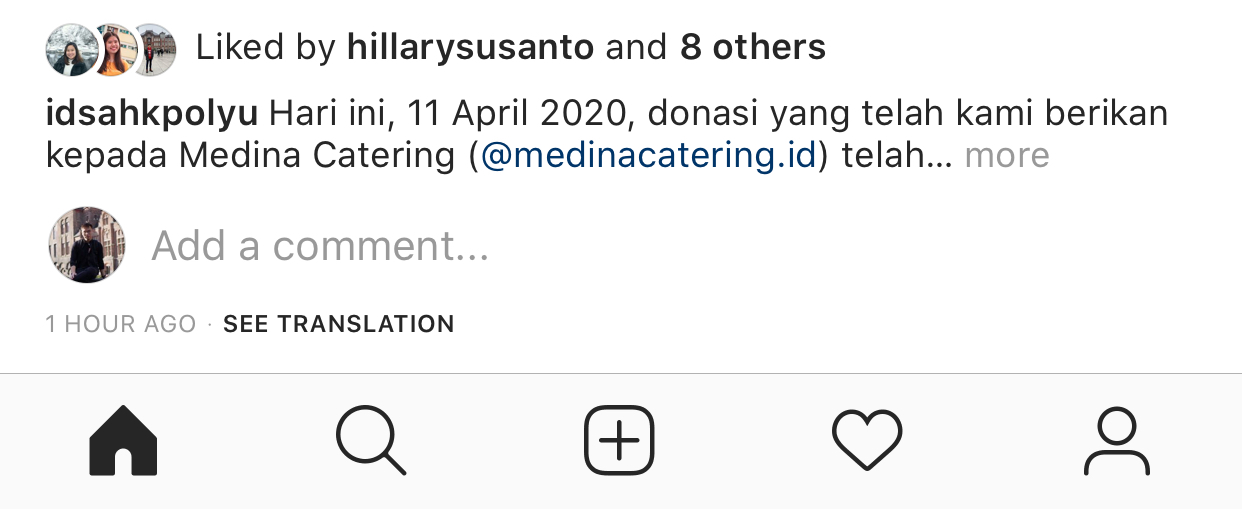 Liked by hillarysusanto and 8 others
idsahkpolyu Hari ini, 11 April 2020, donasi yang telah kami berikan
kepada Medina Catering (@medinacatering.id) telah... more
Add a comment...
1 HOUR AGO · SEE TRANSLATION